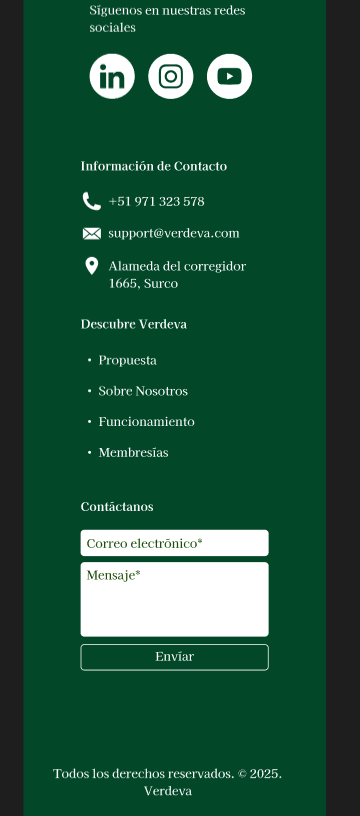 Síguenos en nuestras redes
sociales
in
Información de Contacto
+51 971 323 578
support@verdeva.com
Alameda del corregidor
1665, Surco
Descubre Verdeva
• Propuesta
• Sobre Nosotros
• Funcionamiento
• Membresías
Contáctanos
Correo electrónico*
Mensaje*
Envíar
Todos los derechos reservados. © 2025.
Verdeva